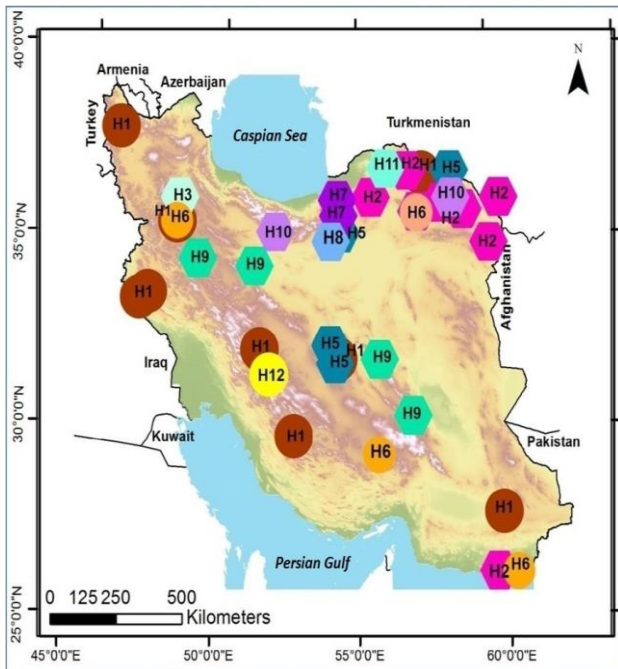 40°0'0"N
N
Armenia
Azerbaijan
Turkey
Caspian Sea
Turkmenistan
H1
H11
H2
H1
H5
H3
H7
H2
H10
H2
H1
H6
H7
H6
H2
35°0'0"N
H10
H8
H5
H2
H9
H9
Afghanistan
H1
H1
H5
H1
Iraq
H5
H9
H12
30°0'0"N
Kuwait
H1
H9
H6
Pakistan
H1
Persian Gulf
H2
H6
0 125 250 500
Kilometers
25°0'0"N
45°0'0"E
50°0'0"E
55°0'0"E
60°0'0"E